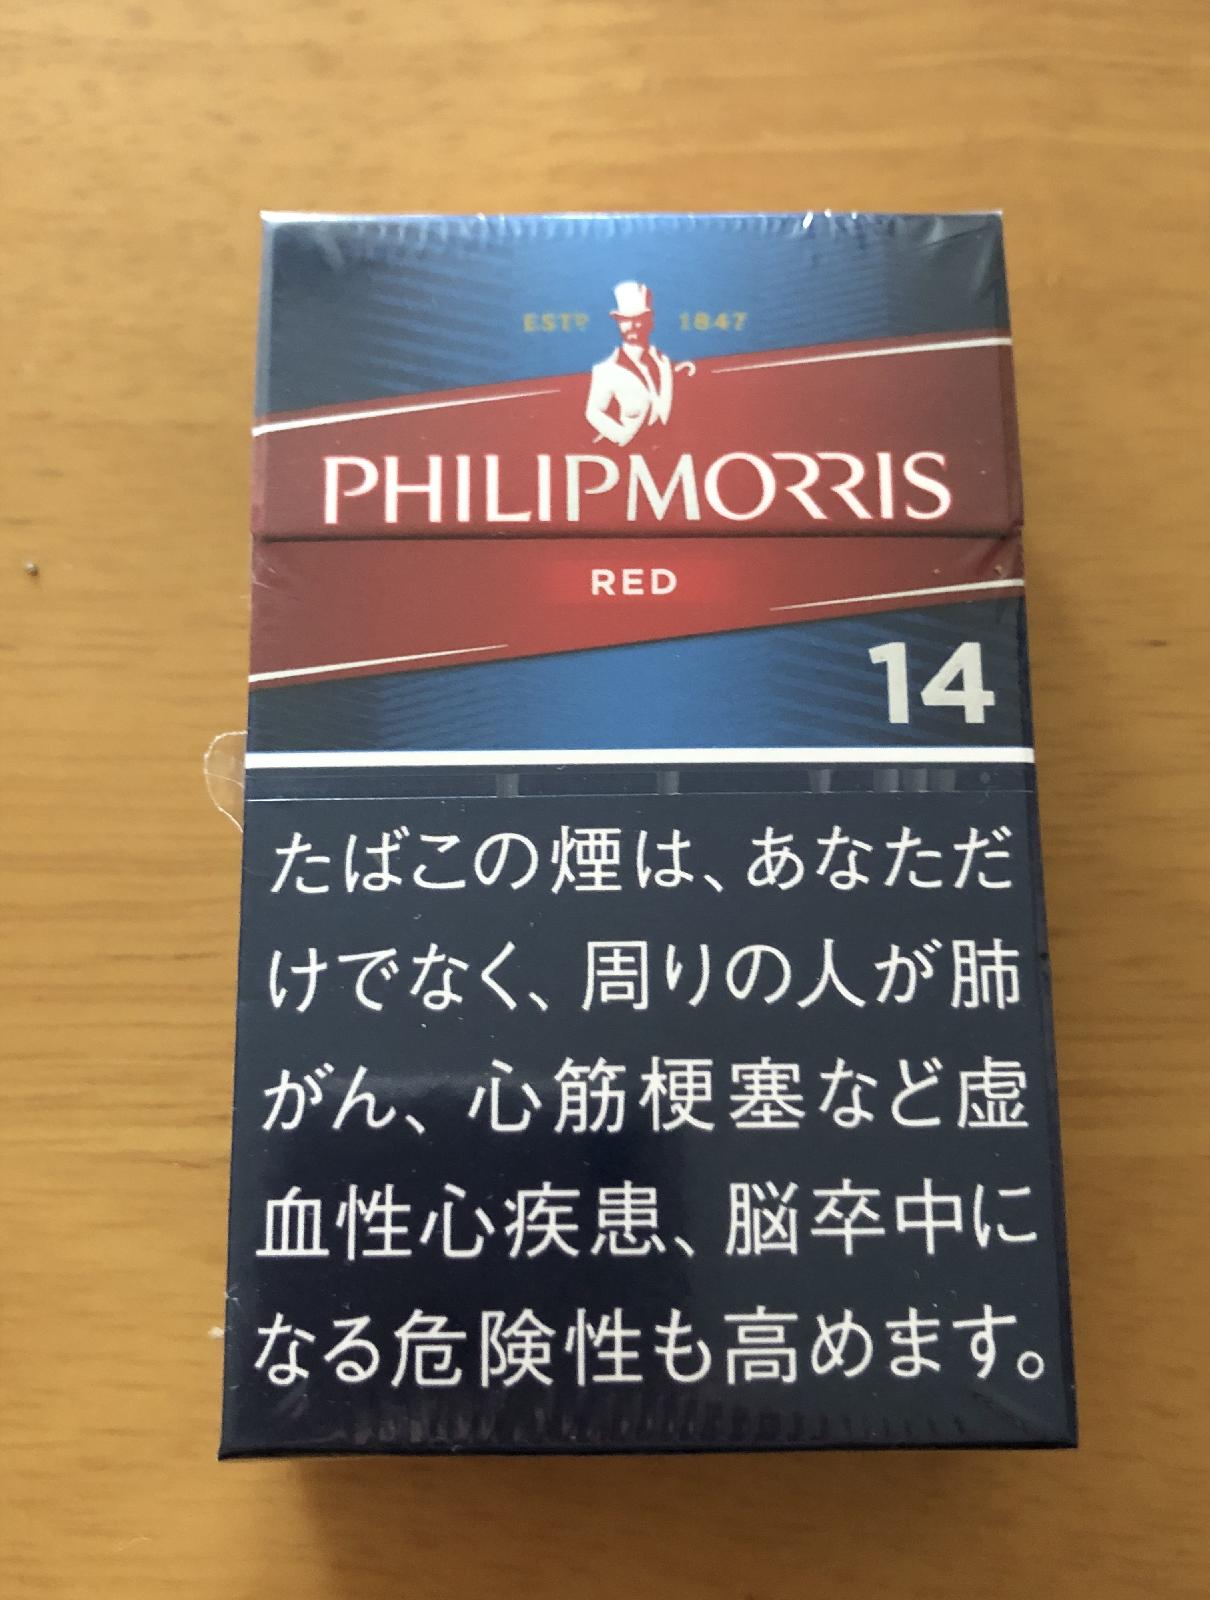 ESTD 1847
PHILIP MORRIS
RED
14
たばこの煙は、あなただ
けでなく、周りの人が肺
がん、心筋梗塞など虚
血性心疾患、脳卒中に
なる危険性も高めます。